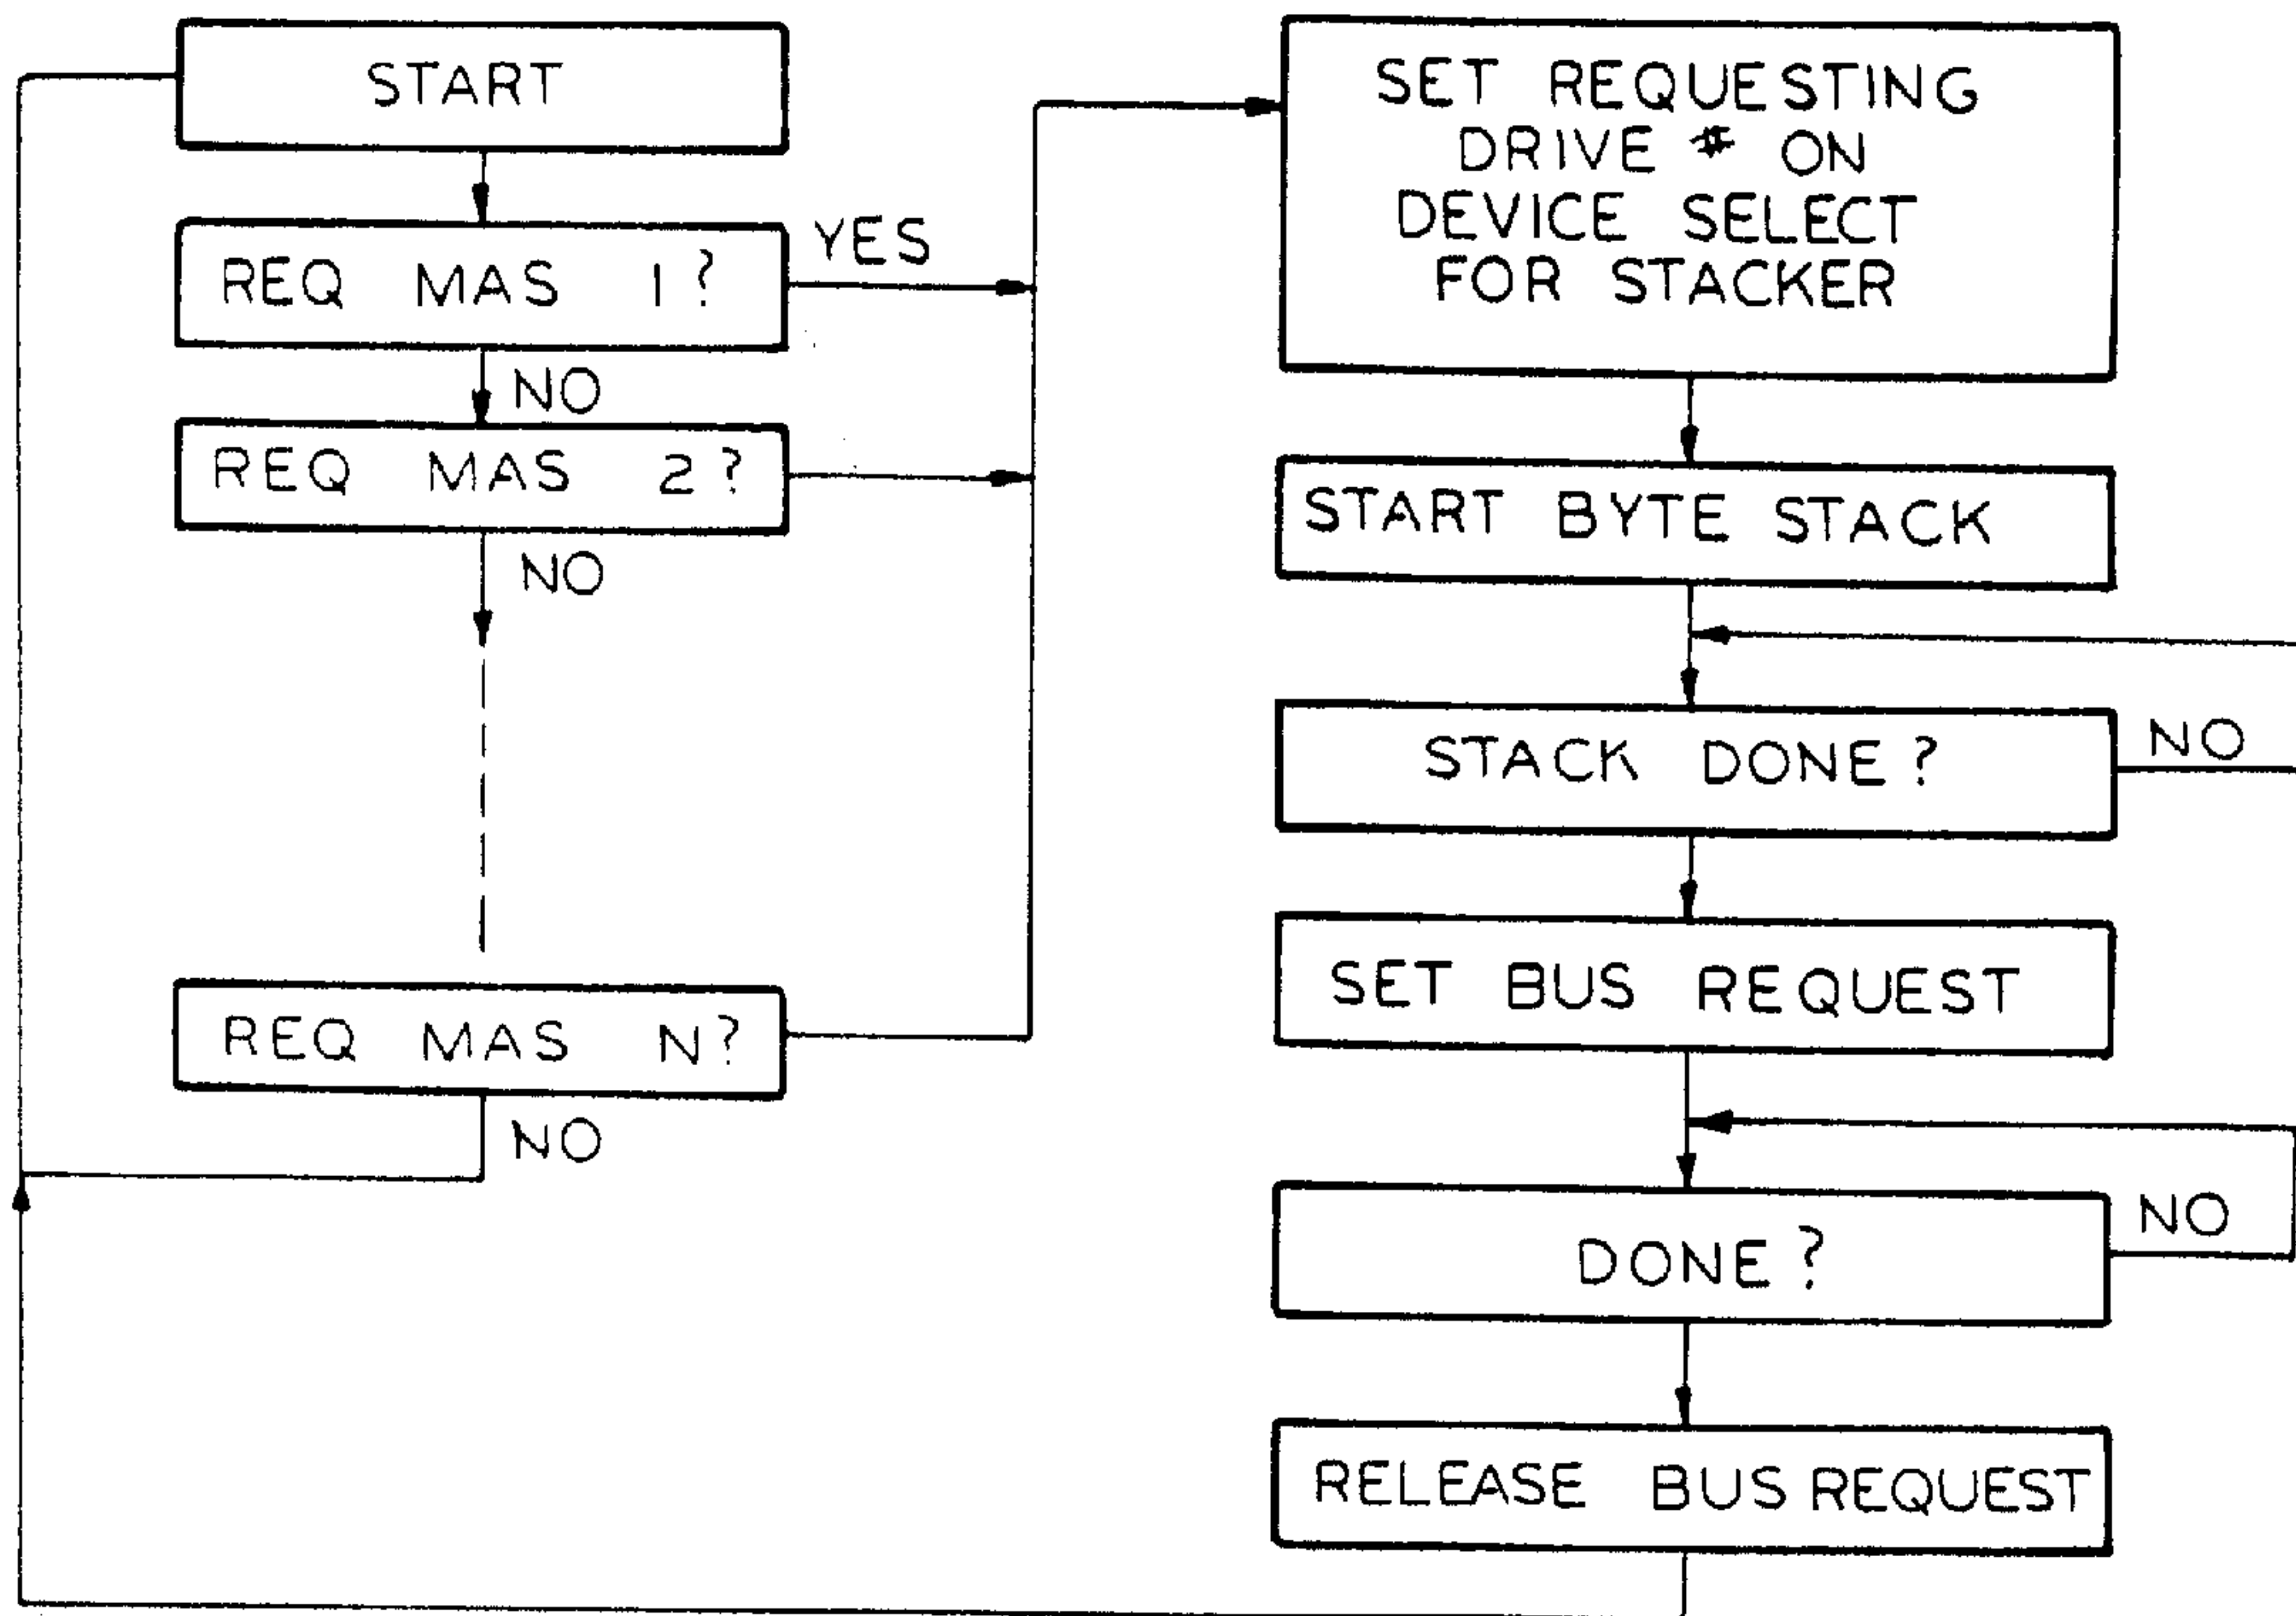 START
REQ MAS 1?
YES
NO
REQ MAS 2?
NO
REQ MAS N?
NO
SET REQUESTING
DRIVE # ON
DEVICE SELECT
FOR STACKER
START BYTE STACK
STACK DONE?
NO
SET BUS REQUEST
DONE?
NO
RELEASE BUS REQUEST